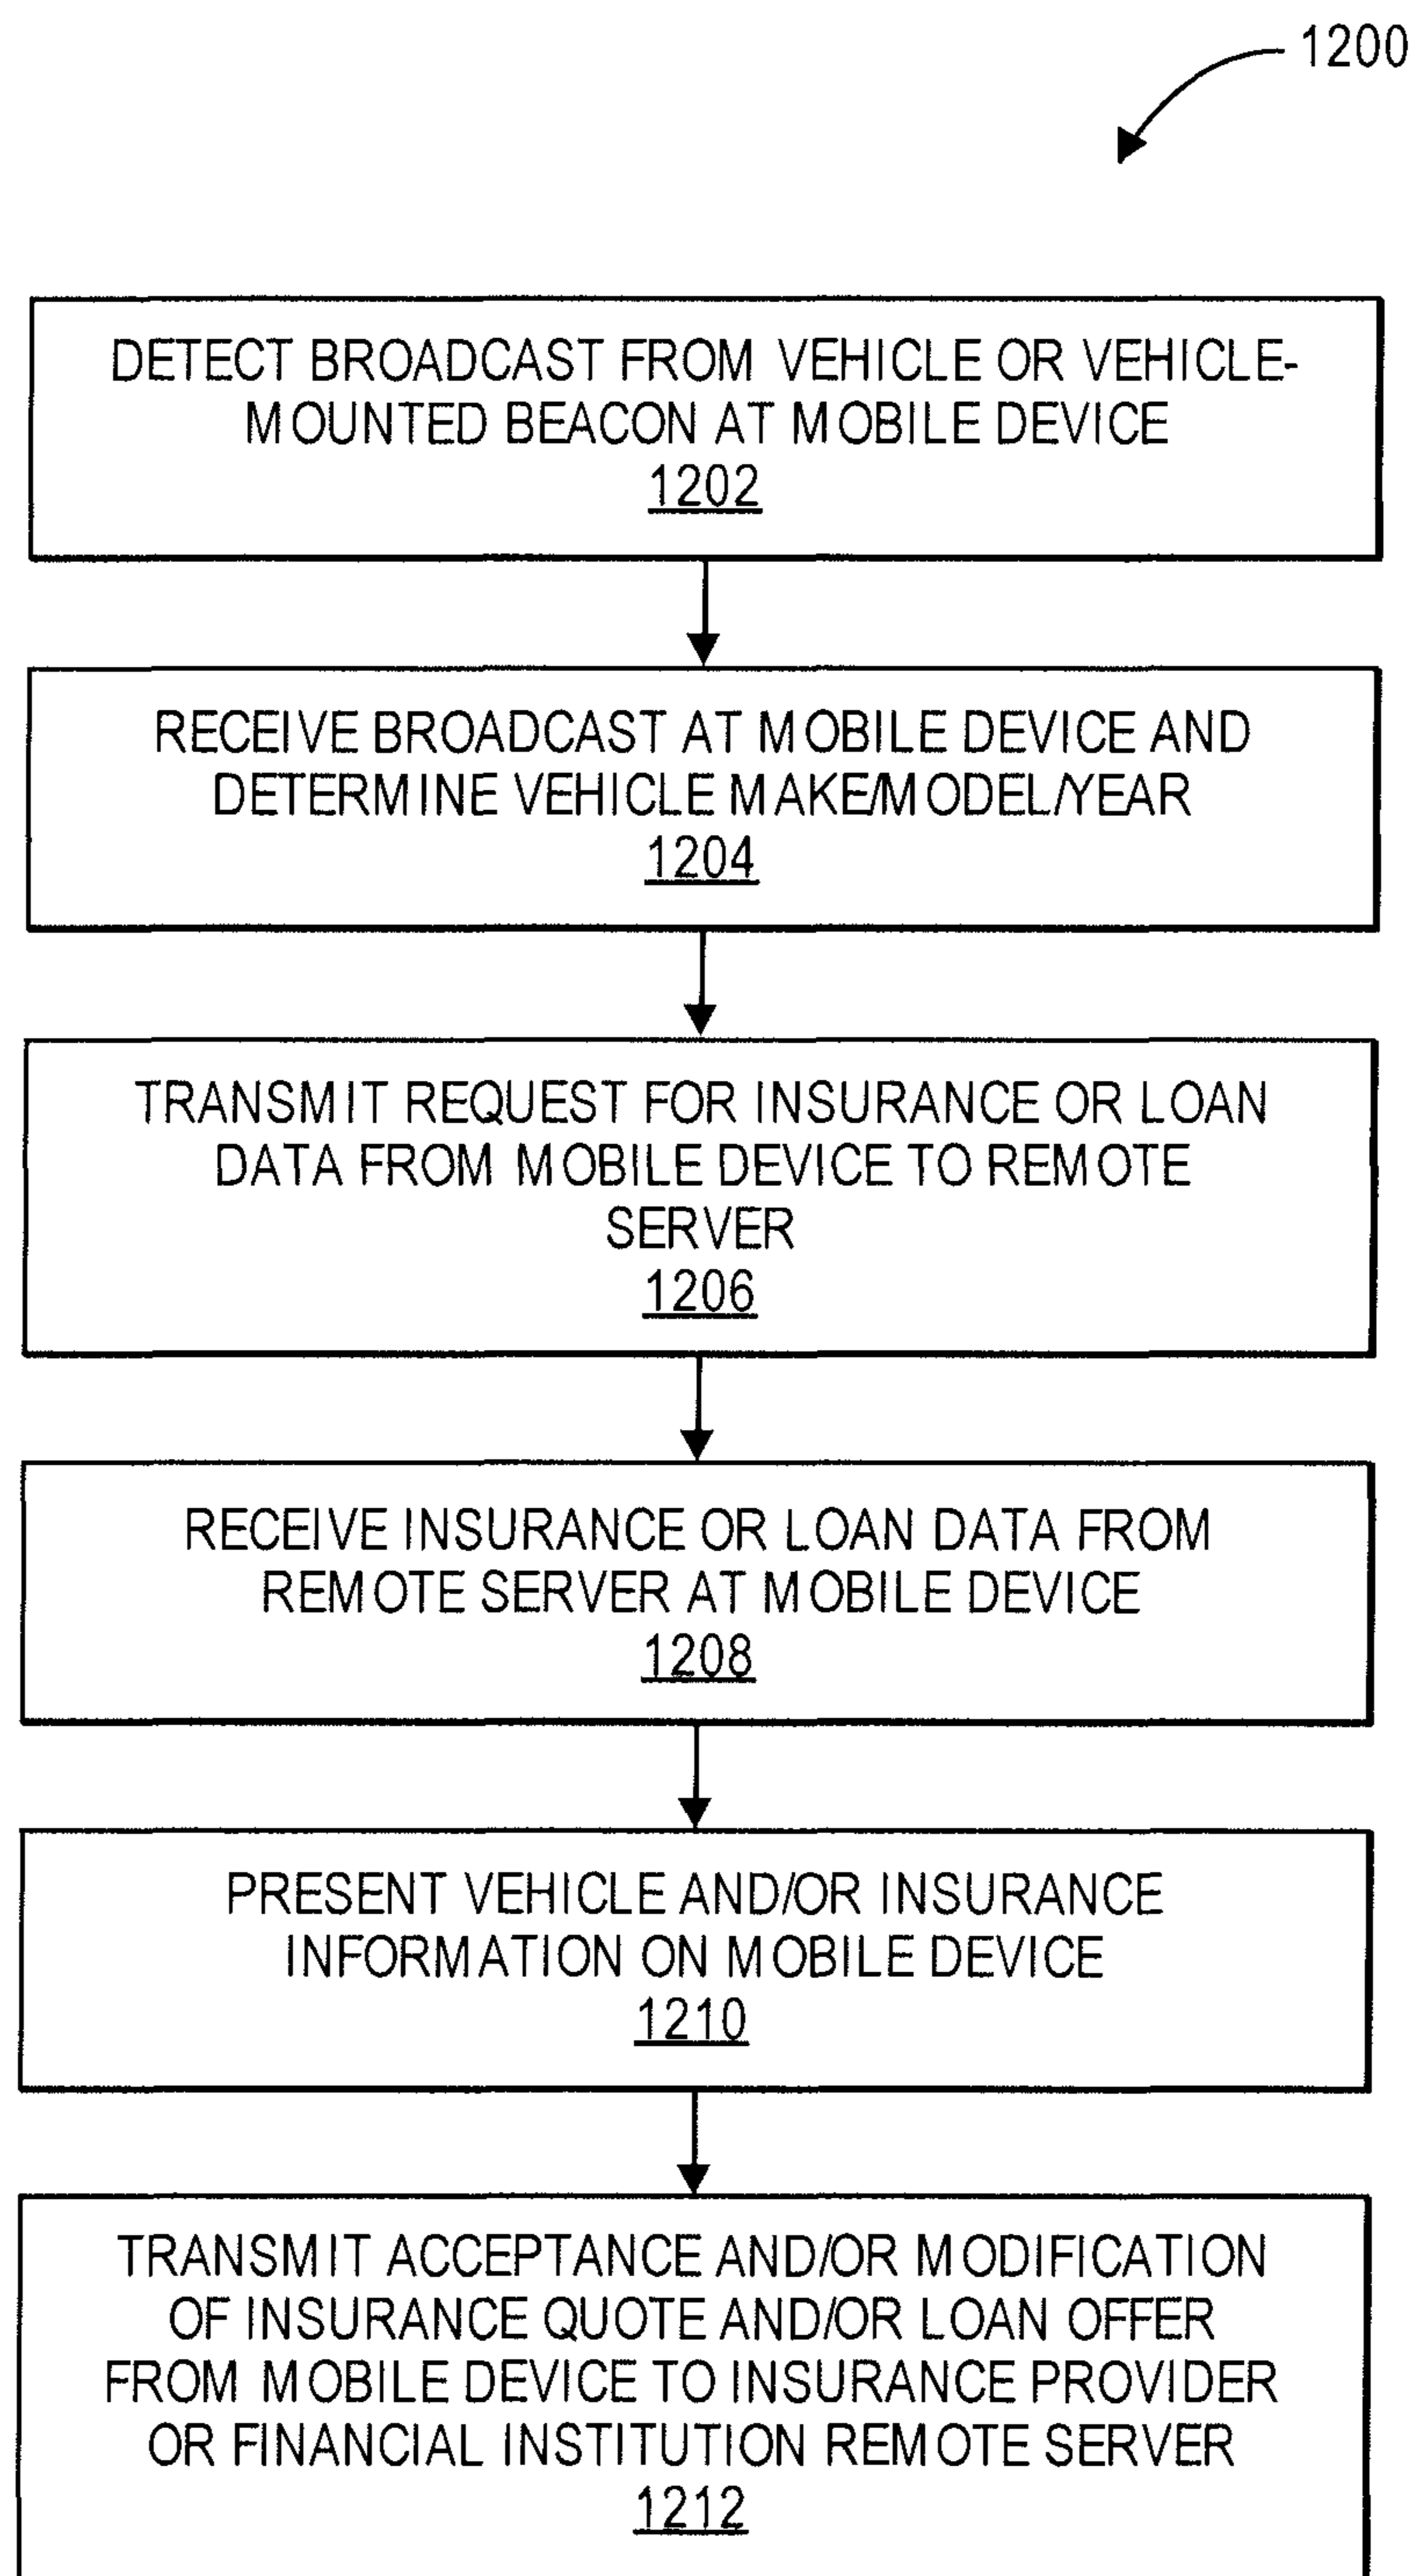 1200
DETECT BROADCAST FROM VEHICLE OR VEHICLE-
MOUNTED BEACON AT MOBILE DEVICE
1202
RECEIVE BROADCAST AT MOBILE DEVICE AND
DETERMINE VEHICLE MAKE/MODEL/YEAR
1204
TRANSMIT REQUEST FOR INSURANCE OR LOAN
DATA FROM MOBILE DEVICE TO REMOTE
SERVER
1206
RECEIVE INSURANCE OR LOAN DATA FROM
REMOTE SERVER AT MOBILE DEVICE
1208
PRESENT VEHICLE AND/OR INSURANCE
INFORMATION ON MOBILE DEVICE
1210
TRANSMIT ACCEPTANCE AND/OR MODIFICATION
OF INSURANCE QUOTE AND/OR LOAN OFFER
FROM MOBILE DEVICE TO INSURANCE PROVIDER
OR FINANCIAL INSTITUTION REMOTE SERVER
1212